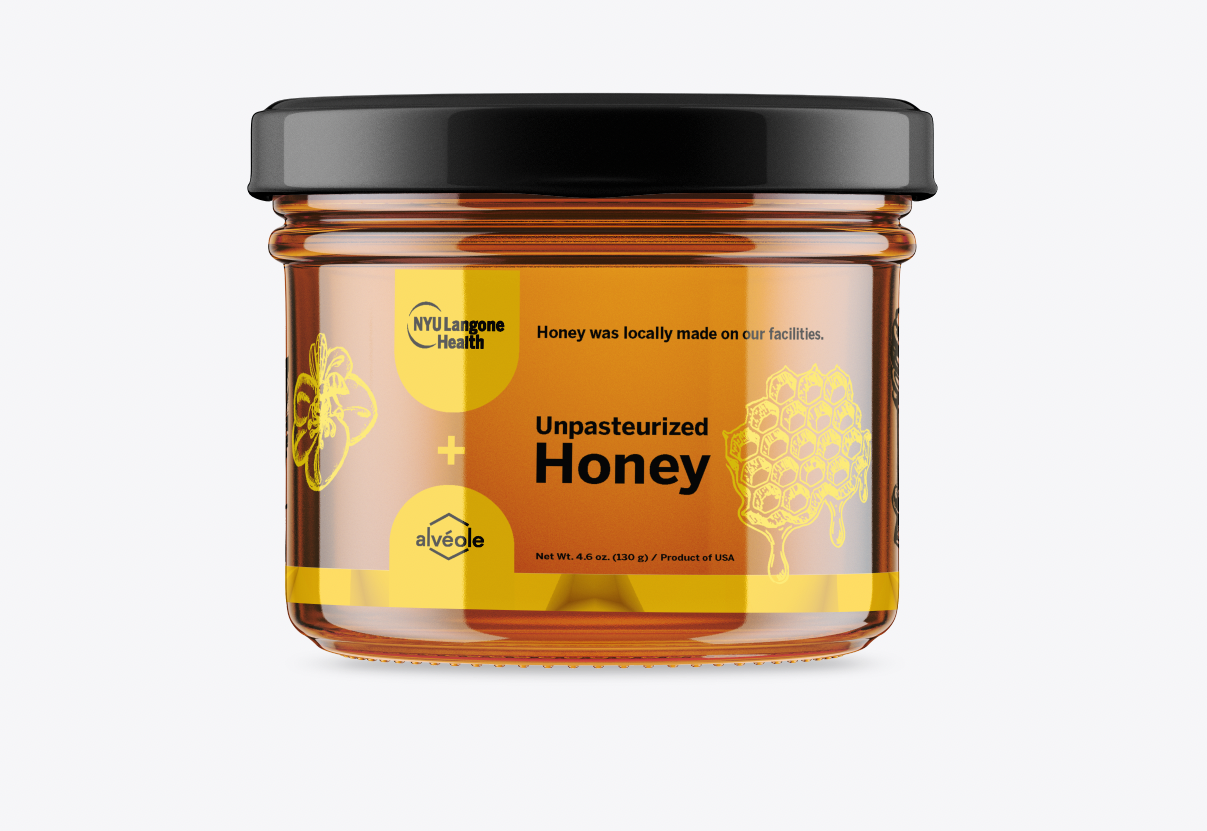 NYU Langone
Health
Honey was locally made on our facilities.
+
Unpasteurized
Honey
alvéole
Net Wt. 4.6 oz. (130 g) / Product of USA